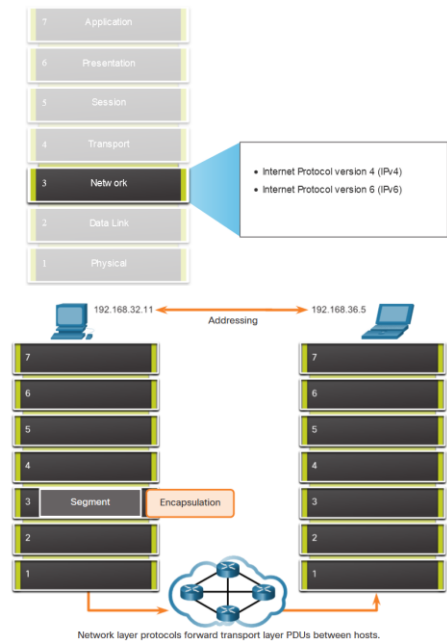 7 Application
6 Presentation
5 Session
4 Transport
3 Network
2 Data Link
1 Physical
• Internet Protocol version 4 (IPv4)
• Internet Protocol version 6 (IPv6)
192.168.32.11
Addressing
192.168.36.5
7
6
5
4
3 Segment Encapsulation
2
1
7
6
5
4
3
2
1
Network layer protocols forward transport layer PDUs between hosts.